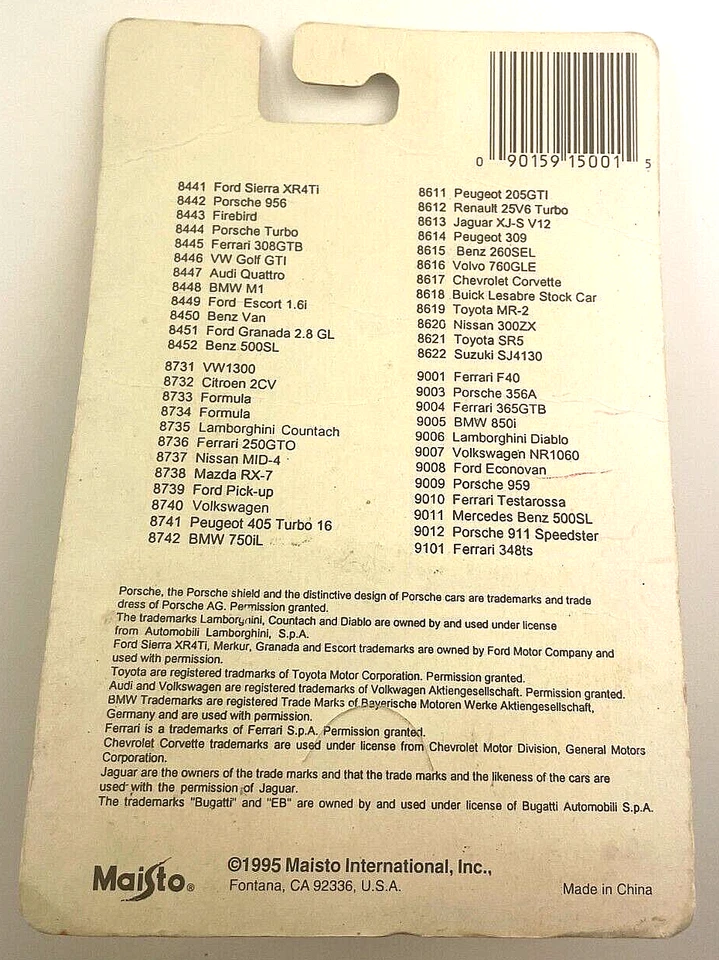 0 90159 15001 5
8441 Ford Sierra XR4Ti
8442 Porsche 956
8443 Firebird
8444 Porsche Turbo
8445 Ferrari 308GTB
8446 VW Golf GTI
8447 Audi Quattro
8448 BMW M1
8449 Ford Escort 1.6i
8450 Benz Van
8451 Ford Granada 2.8 GL
8452 Benz 500SL
8731 VW1300
8732 Citroen 2CV
8733 Formula
8734 Formula
8735 Lamborghini Countach
8736 Ferrari 250GTO
8737 Nissan MID-4
8738 Mazda RX-7
8739 Ford Pick-up
8740 Volkswagen
8741 Peugeot 405 Turbo 16
8742 BMW 750iL
8611 Peugeot 205GTI
8612 Renault 25V6 Turbo
8613 Jaguar XJ-S V12
8614 Peugeot 309
8615 Benz 260SEL
8616 Volvo 760GLE
8617 Chevrolet Corvette
8618 Buick Lesabre Stock Car
8619 Toyota MR-2
8620 Nissan 300ZX
8621 Toyota SR5
8622 Suzuki SJ4130
9001 Ferrari F40
9003 Porsche 356A
9004 Ferrari 365GTB
9005 BMW 850i
9006 Lamborghini Diablo
9007 Volkswagen NR1060
9008 Ford Econovan
9009 Porsche 959
9010 Ferrari Testarossa
9011 Mercedes Benz 500SL
9012 Porsche 911 Speedster
9101 Ferrari 348ts
Porsche, the Porsche shield and the distinctive design of Porsche cars are trademarks and trade
dress of Porsche AG. Permission granted.
The trademarks Lamborghini, Countach and Diablo are owned by and used under license
from Automobili Lamborghini, S.p.A.
Ford Sierra XR4Ti, Merkur, Granada and Escort trademarks are owned by Ford Motor Company and
used with permission.
Toyota are registered tradmarks of Toyota Motor Corporation. Permission granted.
Audi and Volkswagen are registered trademarks of Volkwagen Aktiengesellschaft. Permission granted.
BMW Trademarks are registered Trade Marks of Bayerische Motoren Werke Aktiengesellschaft,
Germany and are used with permission.
Ferrari is a trademarks of Ferrari S.p.A. Permission granted.
Chevrolet Corvette trademarks are used under license from Chevrolet Motor Division, General Motors
Corporation.
Jaguar are the owners of the trade marks and that the trade marks and the likeness of the cars are
used with the permission of Jaguar.
The trademarks "Bugatti" and "EB" are owned by and used under license of Bugatti Automobili S.p.A.
Maisto®
©1995 Maisto International, Inc.,
Fontana, CA 92336, U.S.A.
Made in China